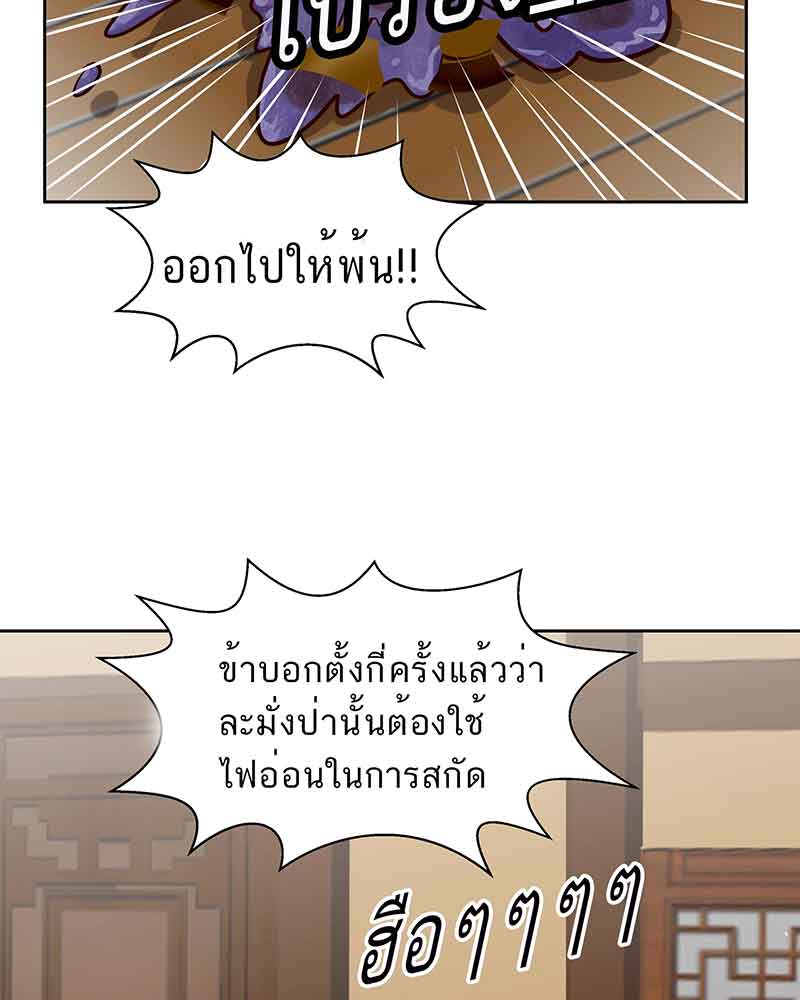 ออกไปให้พ้น!!
ข้าบอกตั้งกี่ครั้งแล้วว่า
ละมั่งป่านั้นต้องใช้
ไฟอ่อนในการสกัด
ฮือๆๆๆๆ